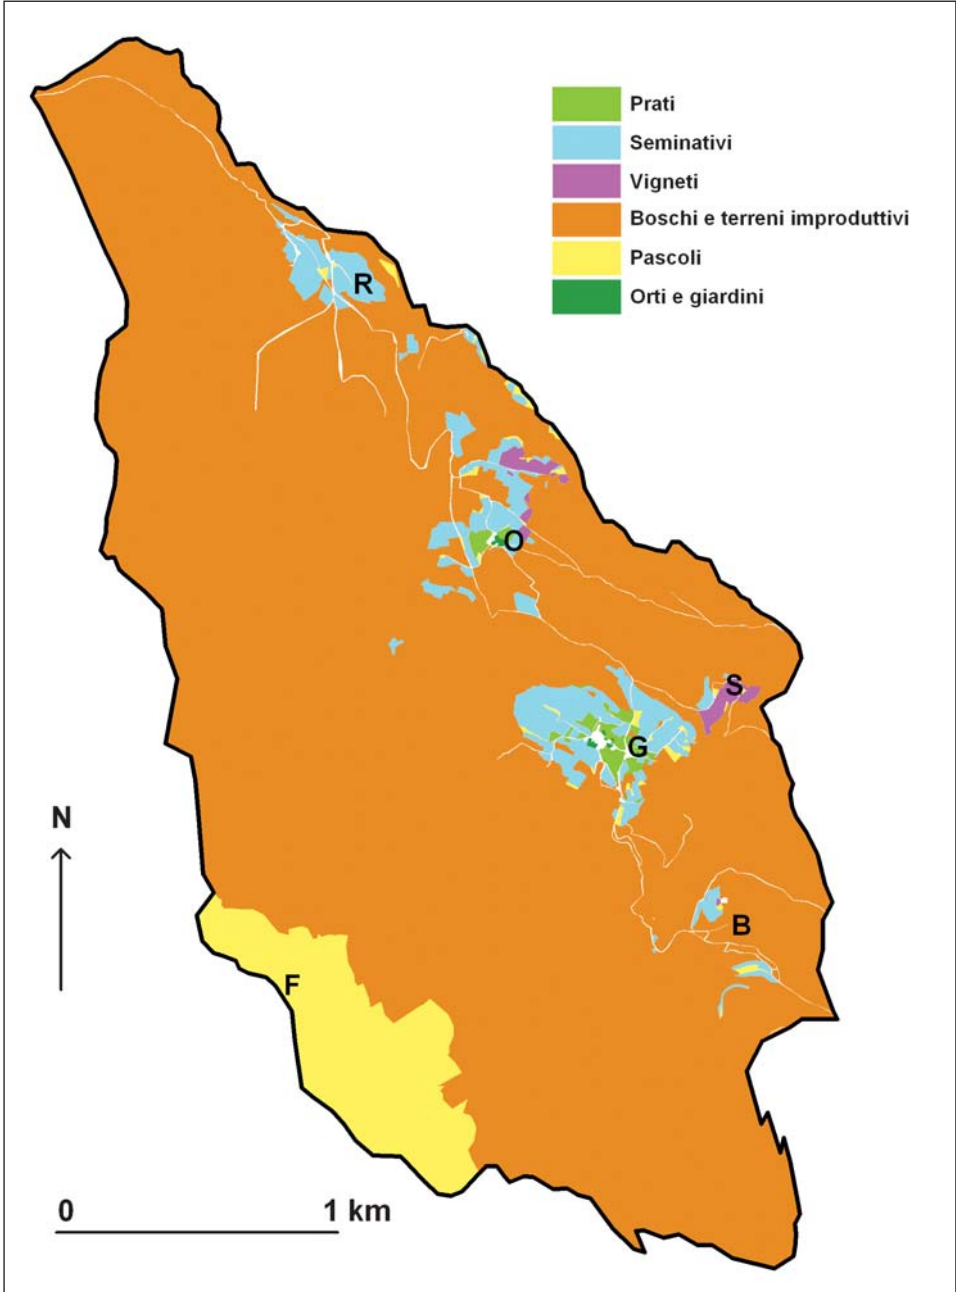 Prati
Seminativi
Vigneti
Boschi e terreni improduttivi
Pascoli
Orti e giardini
R
O
S
G
N
B
F
0 1 km